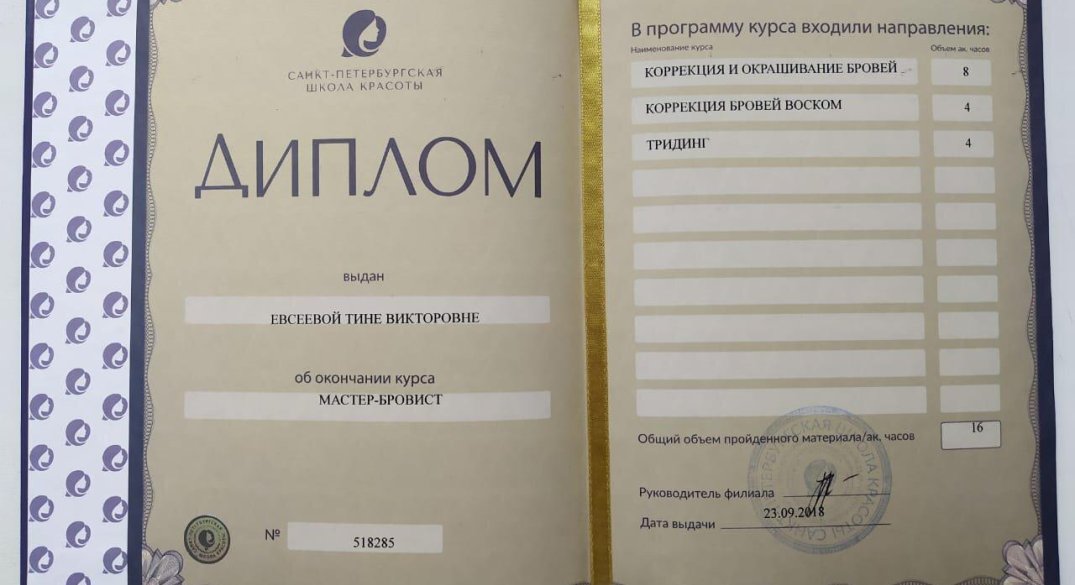 САНКТ-ПЕТЕРБУРГСКАЯ
ШКОЛА КРАСОТЫ
ДИПЛОМ
выдан
ЕВСЕЕВОЙ ТИНЕ ВИКТОРОВНЕ
об окончании курса
МАСТЕР-БРОВИСТ
№ 518285
В программу курса входили направления:
Наименование курса Объем ак. часов
КОРРЕКЦИЯ И ОКРАШИВАНИЕ БРОВЕЙ 8
КОРРЕКЦИЯ БРОВЕЙ ВОСКОМ 4
ТРИДИНГ 4
Общий объем пройденного материала/ак. часов 16
Руководитель филиала
Дата выдачи 23.09.2018